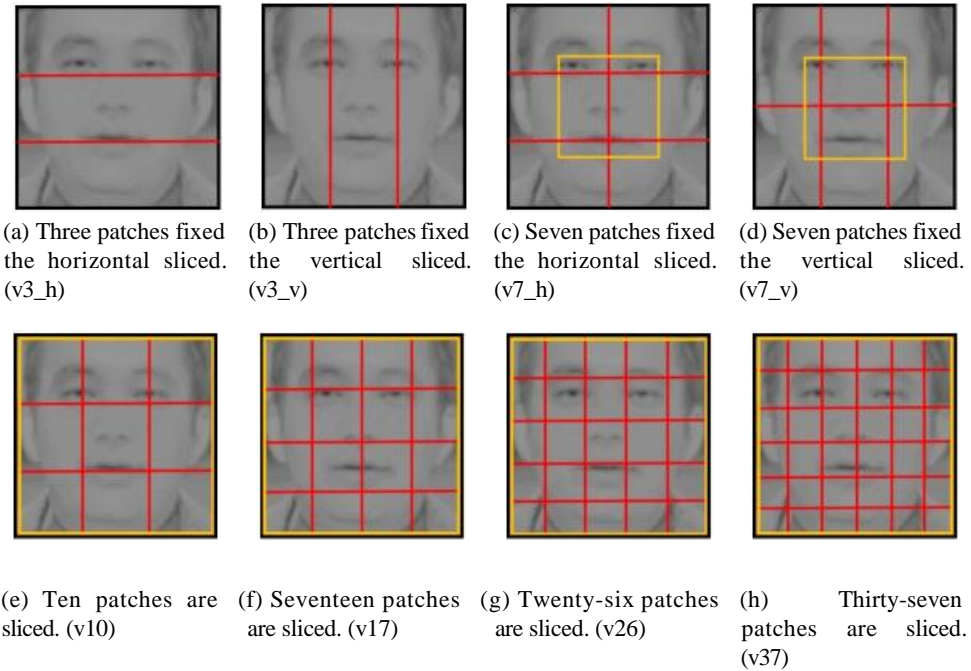 (a) Three patches fixed
the horizontal sliced.
(v3_h)
(b) Three patches fixed
the vertical sliced.
(v3_v)
(c) Seven patches fixed
the horizontal sliced.
(v7_h)
(d) Seven patches fixed
the vertical sliced.
(v7_v)
(e) Ten patches are
sliced. (v10)
(f) Seventeen patches
are sliced. (v17)
(g) Twenty-six patches
are sliced. (v26)
(h) Thirty-seven
patches are sliced.
(v37)